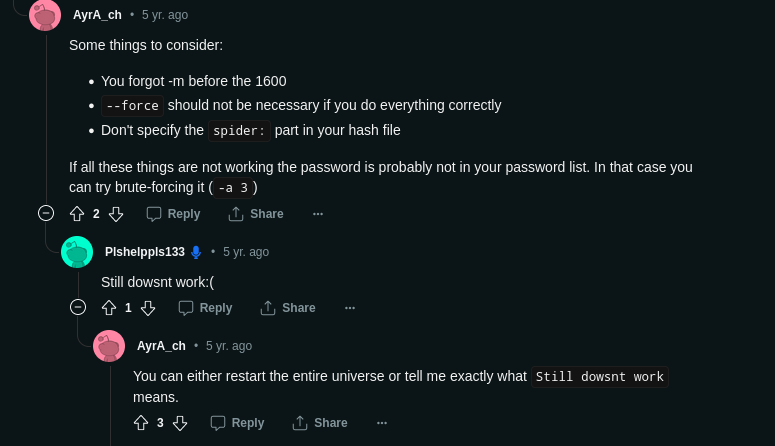 AyrA_ch • 5 yr. ago
Some things to consider:
• You forgot -m before the 1600
• --force should not be necessary if you do everything correctly
• Don't specify the spider: part in your hash file
If all these things are not working the password is probably not in your password list. In that case you
can try brute-forcing it ( -a 3 )
2 Reply Share ...
Plshelppls133 • 5 yr. ago
Still dowsnt work:(
1 Reply Share ...
AyrA_ch • 5 yr. ago
You can either restart the entire universe or tell me exactly what Still dowsnt work
means.
3 Reply Share ...